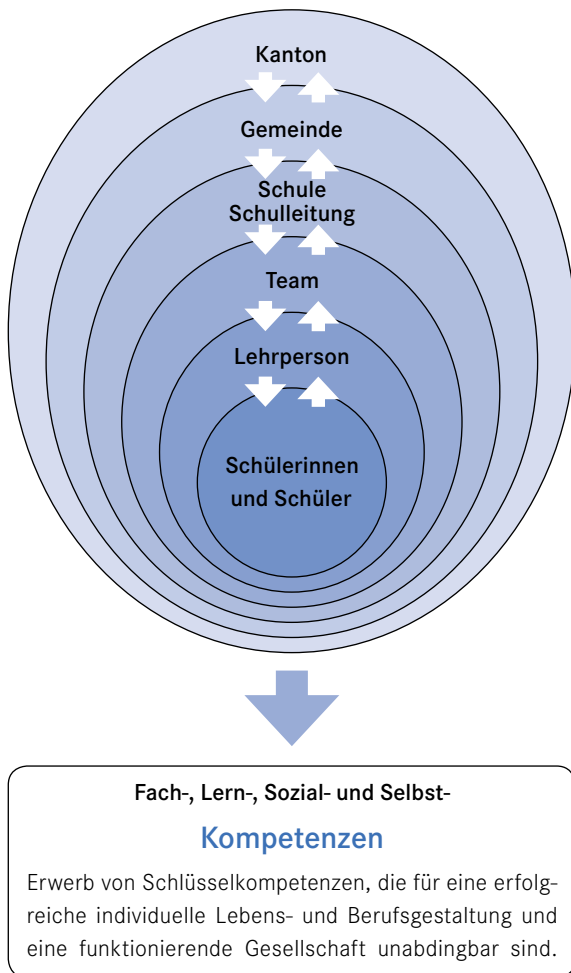 Kanton
Gemeinde
Schule
Schulleitung
Team
Lehrperson
Schülerinnen
und Schüler
Fach-, Lern-, Sozial- und Selbst-
Kompetenzen
Erwerb von Schlüsselkompetenzen, die für eine erfolg-
reiche individuelle Lebens- und Berufsgestaltung und
eine funktionierende Gesellschaft unabdingbar sind.